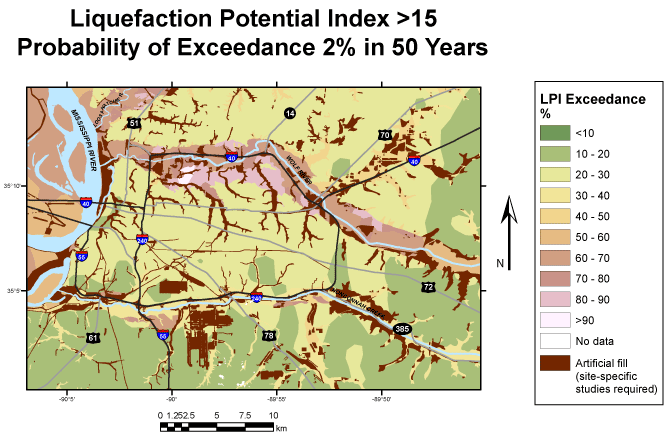 Liquefaction Potential Index >15
Probability of Exceedance 2% in 50 Years
MISSISSIPPI RIVER
51
14
70
40
40
WOLF RIVER
40
240
55
72
240
NONCONNAH CREEK
385
55
61
78
35°10'
35°5'
-90°5'
-90°
-89°55'
-89°50'
0 1.25 2.5 5 7.5 10
km
N
LPI Exceedance
%
<10
10 - 20
20 - 30
30 - 40
40 - 50
50 - 60
60 - 70
70 - 80
80 - 90
>90
No data
Artificial fill
(site-specific
studies required)